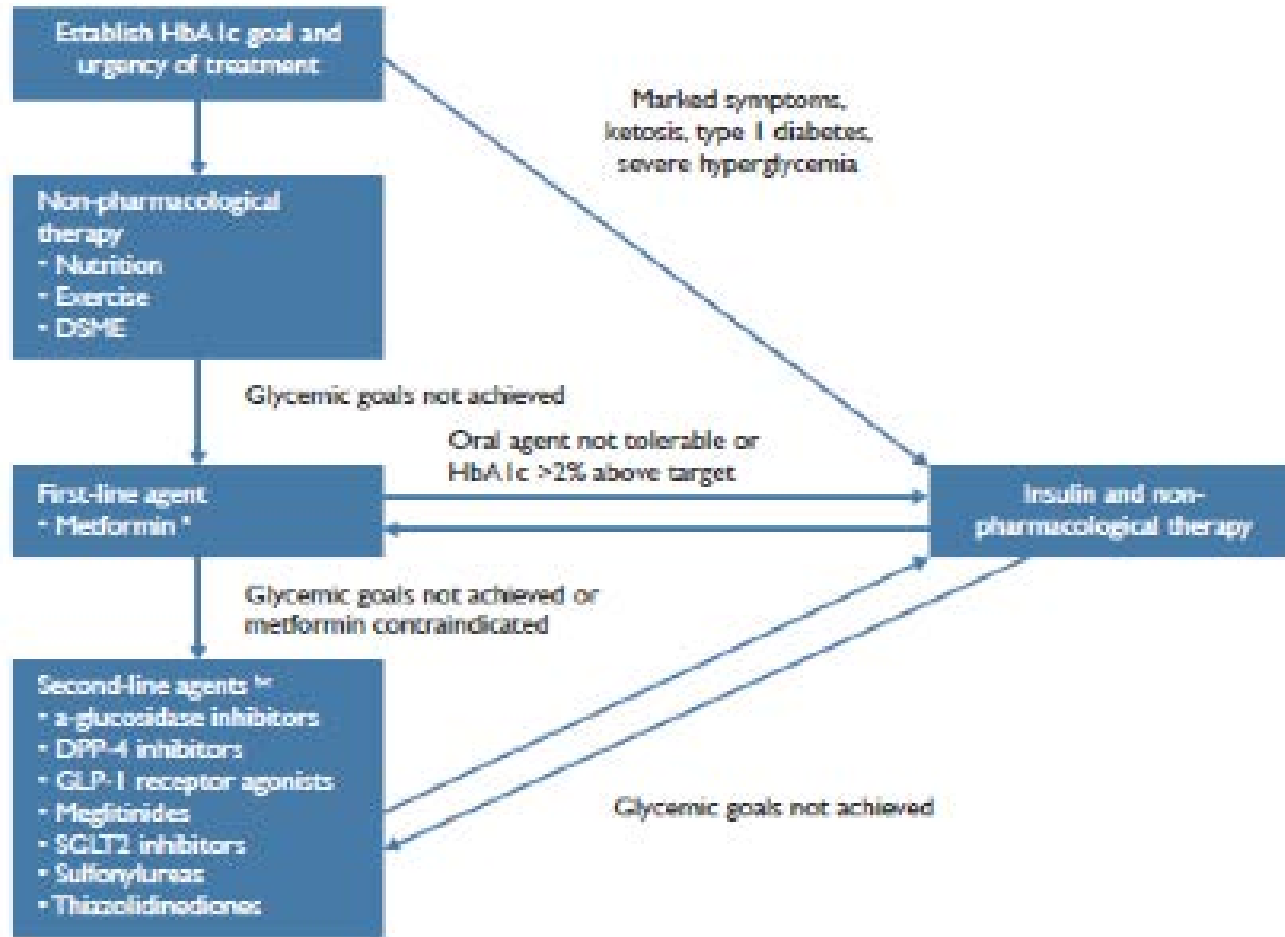 Establish HbA1c goal and
urgency of treatment
Marked symptoms,
ketosis, type 1 diabetes,
severe hyperglycemia
Non-pharmacological
therapy
• Nutrition
• Exercise
• DSME
Glycemic goals not achieved
Oral agent not tolerable or
HbA1c >2% above target
First-line agent
• Metformin
Insulin and non-
pharmacological therapy
Glycemic goals not achieved or
metformin contraindicated
Second-line agents
• a-glucosidase inhibitors
• DPP-4 inhibitors
• GLP-1 receptor agonists
• Meglitinides
• SGLT2 inhibitors
• Sulfonylureas
• Thiazolidinediones
Glycemic goals not achieved